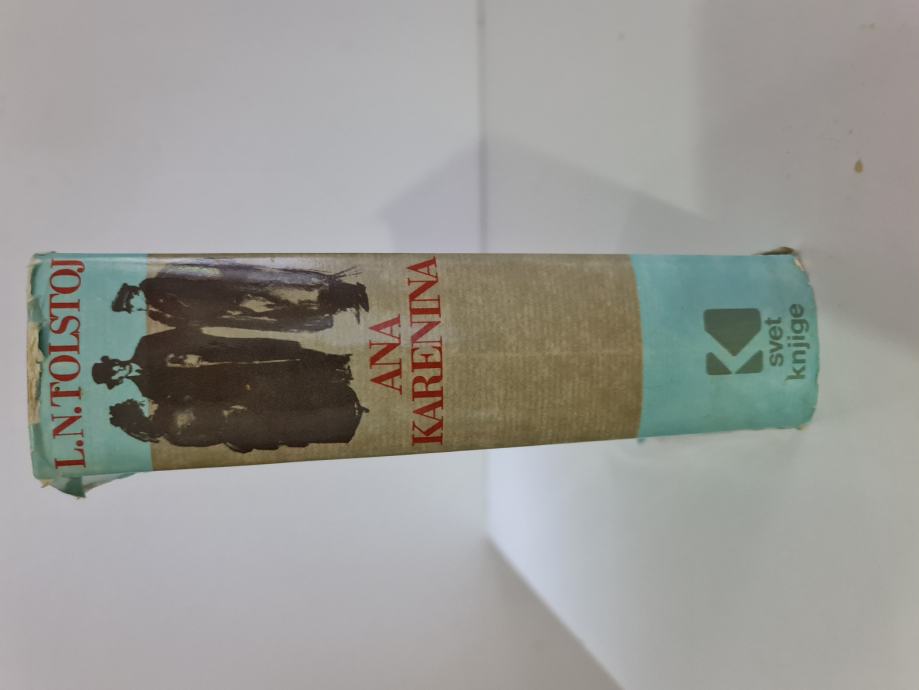 L.N.TOLSTOJ
ANA
KARENINA
svet
knjige